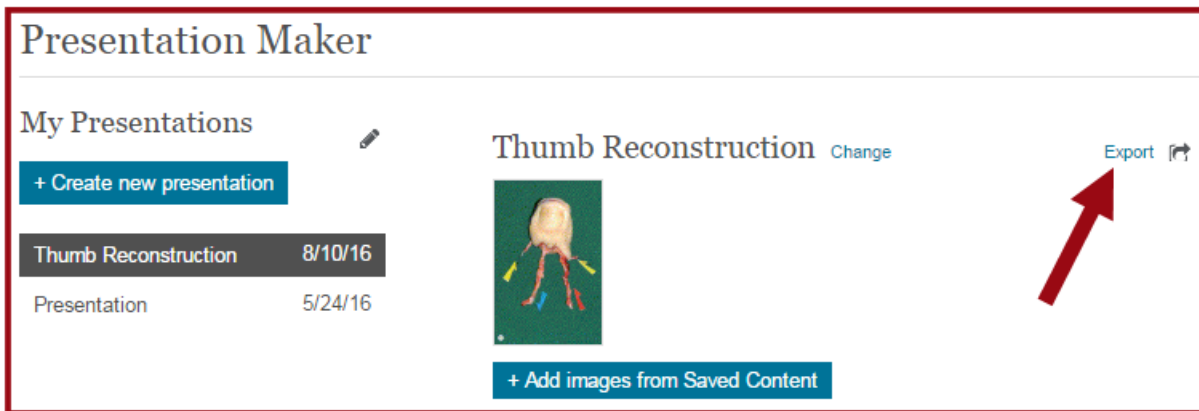 Presentation Maker
My Presentations
+ Create new presentation
Thumb Reconstruction 8/10/16
Presentation 5/24/16
Thumb Reconstruction Change
Export
+ Add images from Saved Content